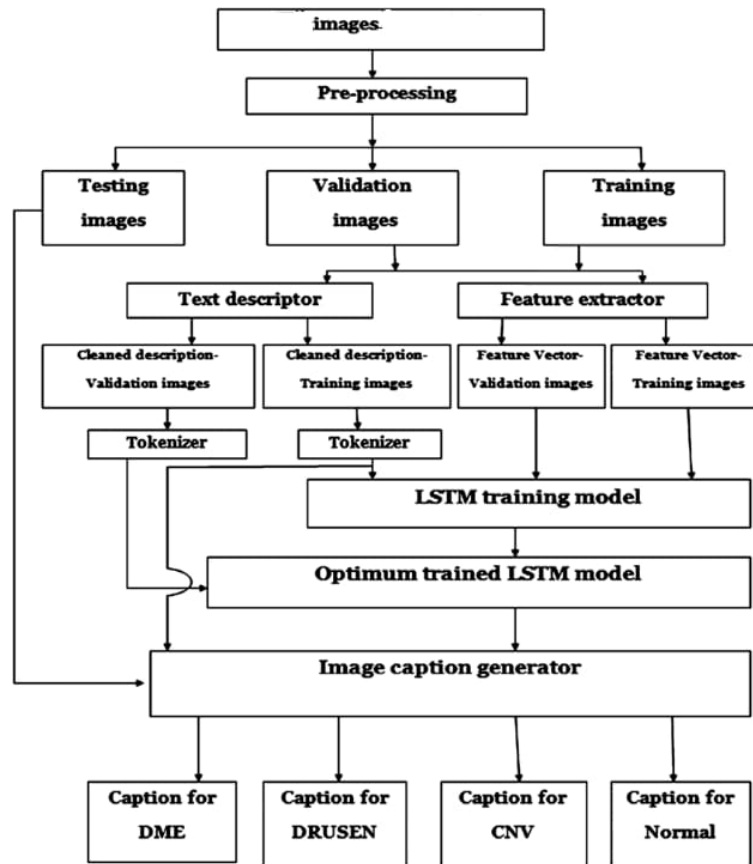 images.
Pre-processing
Testing
images
Validation
images
Training
images
Text descriptor
Feature extractor
Cleaned description-
Validation images
Cleaned description-
Training images
Feature Vector-
Validation images
Feature Vector-
Training images
Tokenizer
Tokenizer
LSTM training model
Optimum trained LSTM model
Image caption generator
Caption for
DME
Caption for
DRUSEN
Caption for
CNV
Caption for
Normal